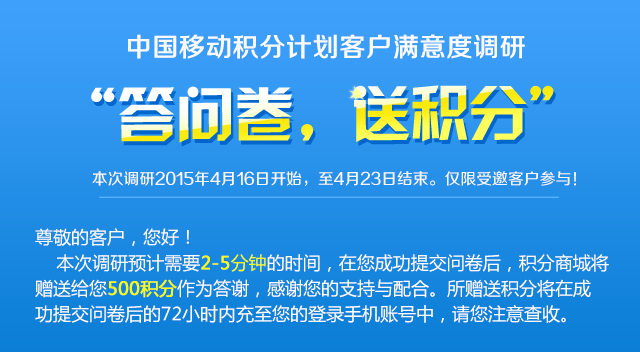 中国移动积分计划客户满意度调研
“答问卷，送积分”
本次调研2015年4月16日开始，至4月23日结束。仅限受邀客户参与！
尊敬的客户，您好！
本次调研预计需要2-5分钟的时间，在您成功提交问卷后，积分商城将
赠送给您500积分作为答谢，感谢您的支持与配合。所赠送积分将在成
功提交问卷后的72小时内充至您的登录手机账号中，请您注意查收。